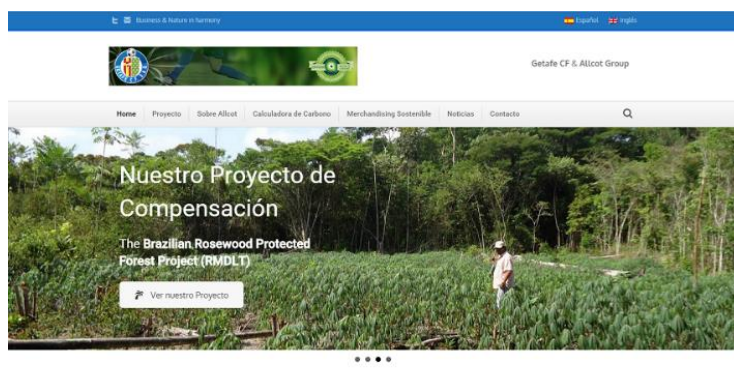 Business & Nature in harmony
Español Inglés
GETAFE C.F.
Getafe CF & Allcot Group
Home Proyecto Sobre Allcot Calculadora de Carbono Merchandising Sostenible Noticias Contacto
Nuestro Proyecto de
Compensación
The Brazilian Rosewood Protected
Forest Project (RMDLT)
Ver nuestro Proyecto